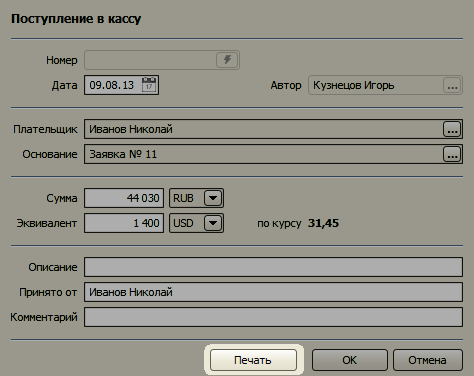 Поступление в кассу
Номер
Дата 09.08.13 17 Автор Кузнецов Игорь ...
Плательщик Иванов Николай ...
Основание Заявка № 11 ...
Сумма 44 030 RUB
Эквивалент 1 400 USD по курсу 31,45
Описание
Принято от Иванов Николай
Комментарий
Печать OK Отмена